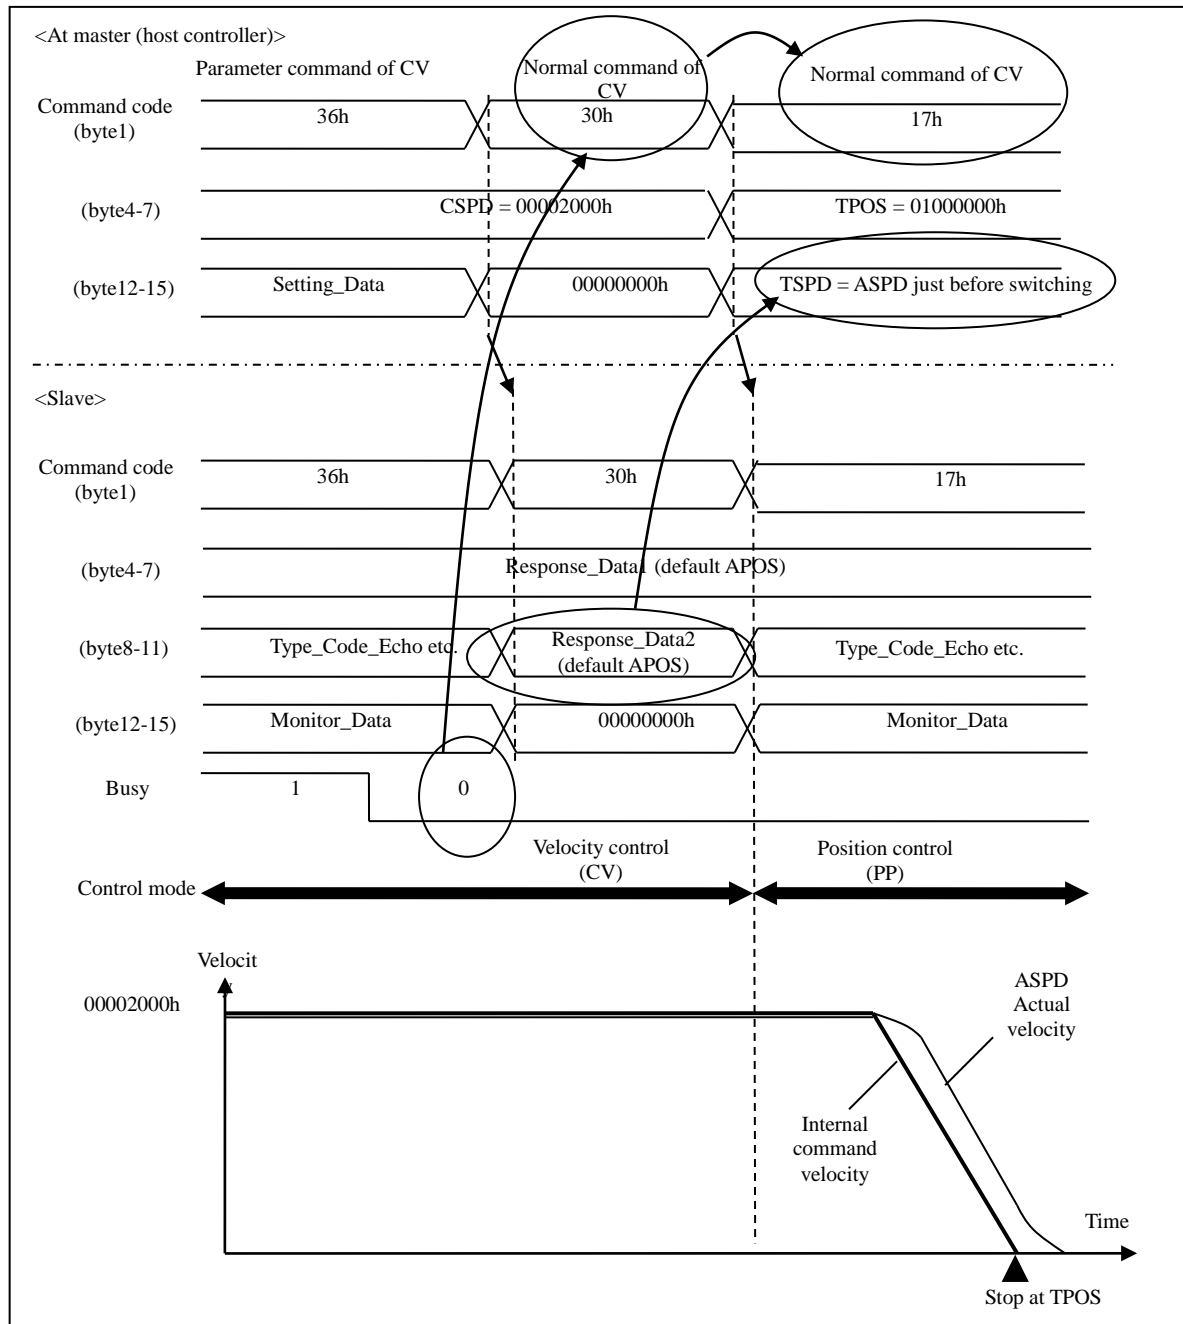 <At master (host controller)>
Parameter command of CV
Normal command of
CV
Normal command of CV
Command code
(byte1)
36h
30h
17h
(byte4-7)
CSPD = 00002000h
TPOS = 01000000h
(byte12-15)
Setting_Data
00000000h
TSPD = ASPD just before switching
<Slave>
Command code
(byte1)
36h
30h
17h
(byte4-7)
Response_Data1 (default APOS)
(byte8-11)
Type_Code_Echo etc.
Response_Data2
(default APOS)
Type_Code_Echo etc.
(byte12-15)
Monitor_Data
00000000h
Monitor_Data
Busy
1
0
Velocity control
(CV)
Position control
(PP)
Control mode
Velocit
y
00002000h
ASPD
Actual
velocity
Internal
command
velocity
Time
Stop at TPOS